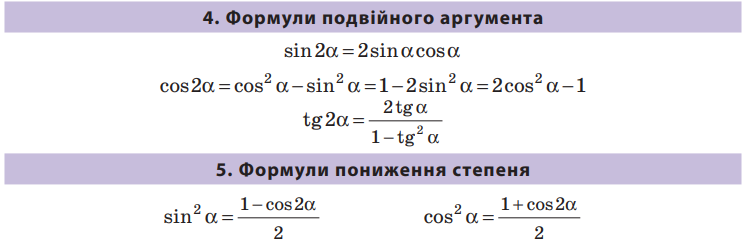 4. Формули подвійного аргумента
sin 2α = 2 sin α cos α
cos 2α = cos² α − sin² α = 1 − 2 sin² α = 2 cos² α − 1
tg 2α = 2 tg α / (1 − tg² α)
5. Формули пониження степеня
sin² α = (1 − cos 2α) / 2 cos² α = (1 + cos 2α) / 2